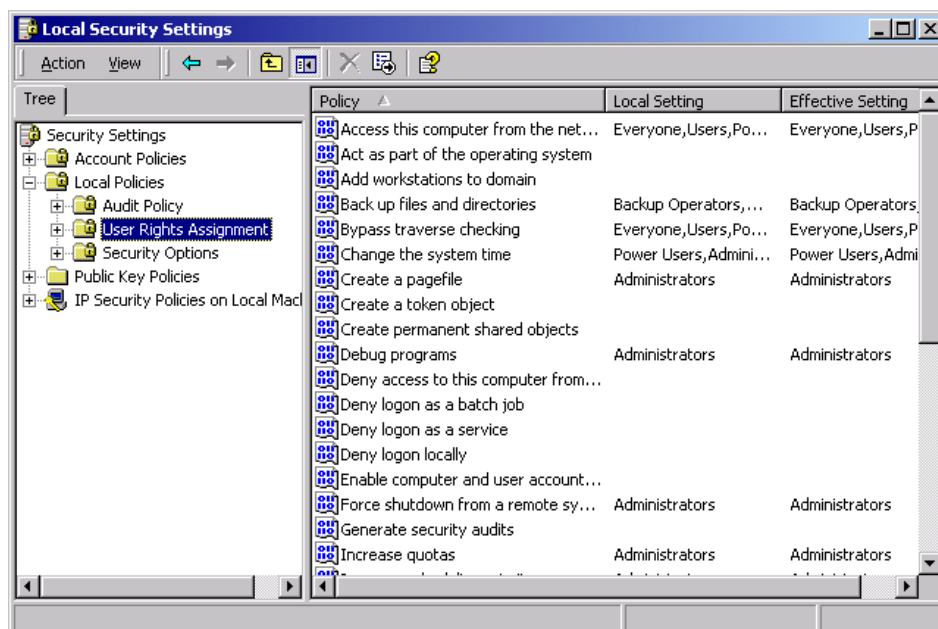 Local Security Settings
Action View
Tree
Policy Local Setting Effective Setting
Security Settings
Account Policies
Local Policies
Audit Policy
User Rights Assignment
Security Options
Public Key Policies
IP Security Policies on Local Macl
Access this computer from the net... Everyone,Users,Po... Everyone,Users,P
Act as part of the operating system
Add workstations to domain
Back up files and directories Backup Operators,... Backup Operators,
Bypass traverse checking Everyone,Users,Po... Everyone,Users,P
Change the system time Power Users,Admini... Power Users,Admi
Create a pagefile Administrators Administrators
Create a token object
Create permanent shared objects
Debug programs Administrators Administrators
Deny access to this computer from...
Deny logon as a batch job
Deny logon as a service
Deny logon locally
Enable computer and user account...
Force shutdown from a remote sy... Administrators Administrators
Generate security audits
Increase quotas Administrators Administrators